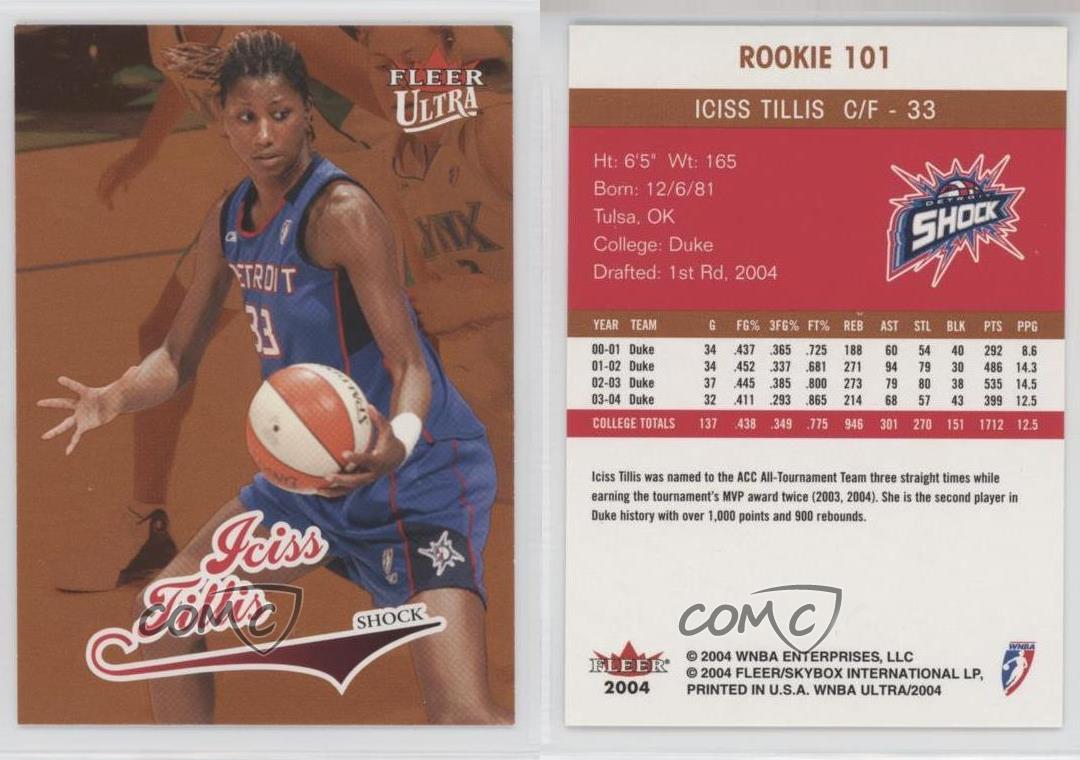 FLEER
ULTRA
YNX
DETROIT
33
SPALDING
Iciss
Tillis
SHOCK
COMC
ROOKIE 101
ICISS TILLIS C/F - 33
Ht: 6'5" Wt: 165
Born: 12/6/81
Tulsa, OK
College: Duke
Drafted: 1st Rd, 2004
DETROIT
SHOCK
YEAR TEAM G FG% 3FG% FT% REB AST STL BLK PTS PPG
00-01 Duke 34 .437 .365 .725 188 60 54 40 292 8.6
01-02 Duke 34 .452 .337 .681 271 94 79 30 486 14.3
02-03 Duke 37 .445 .385 .800 273 79 80 38 535 14.5
03-04 Duke 32 .411 .293 .865 214 68 57 43 399 12.5
COLLEGE TOTALS 137 .438 .349 .775 946 301 270 151 1712 12.5
Iciss Tillis was named to the ACC All-Tournament Team three straight times while
earning the tournament's MVP award twice (2003, 2004). She is the second player in
Duke history with over 1,000 points and 900 rebounds.
COMC
FLEER
2004
© 2004 WNBA ENTERPRISES, LLC
© 2004 FLEER/SKYBOX INTERNATIONAL LP,
PRINTED IN U.S.A. WNBA ULTRA/2004
WNBA